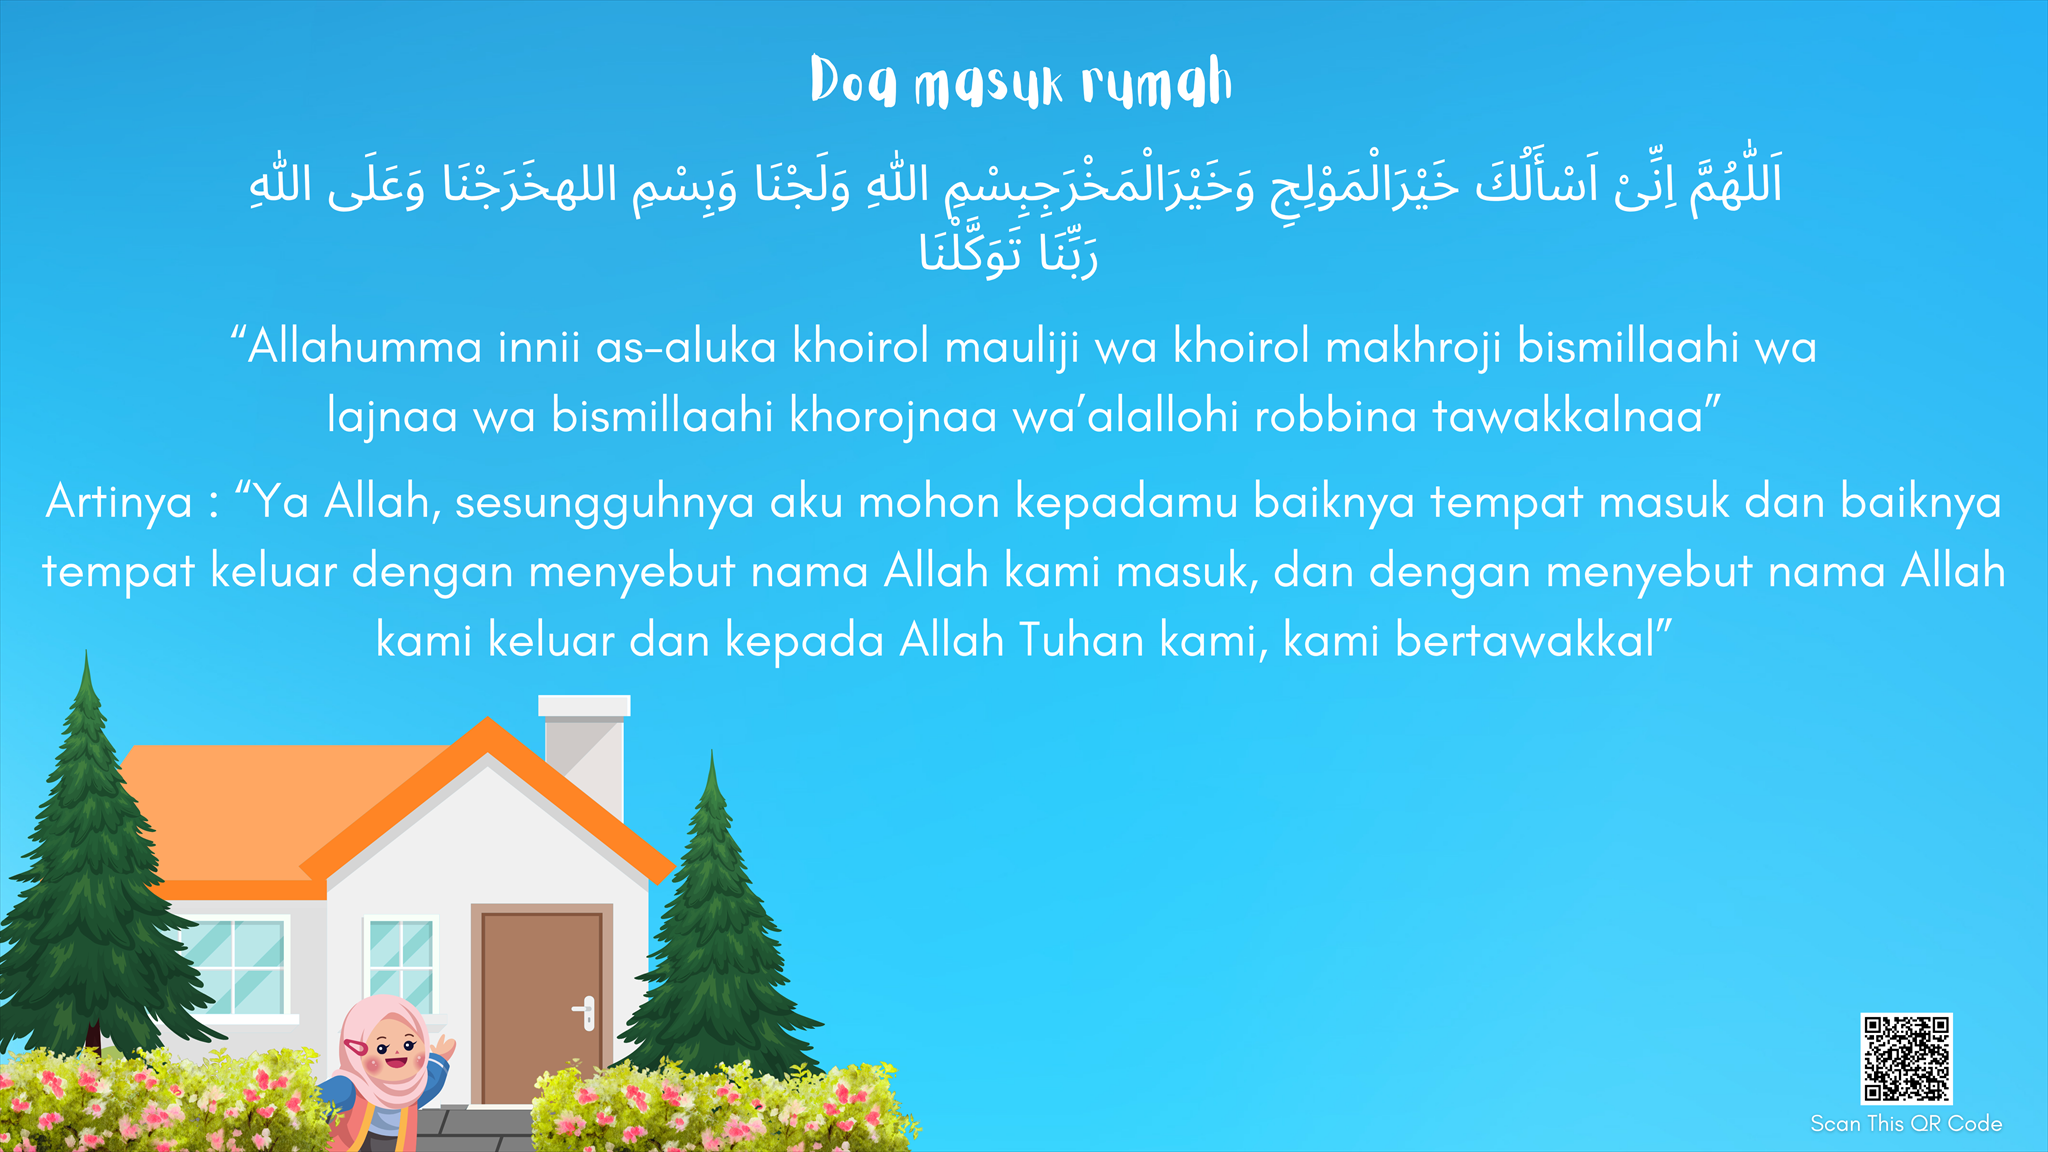 Doa masuk rumah
اَللّٰهُمَّ اِنِّىْ اَسْأَلُكَ خَيْرَالْمَوْلِجِ وَخَيْرَالْمَخْرَجِبِسْمِ اللّٰهِ وَلَجْنَا وَبِسْمِ اللهخَرَجْنَا وَعَلَى اللّٰهِ
رَبِّنَا تَوَكَّلْنَا
“Allahumma innii as-aluka khoirol mauliji wa khoirol makhroji bismillaahi wa
lajnaa wa bismillaahi khorojnaa wa’alallohi robbina tawakkalnaa”
Artinya : “Ya Allah, sesungguhnya aku mohon kepadamu baiknya tempat masuk dan baiknya
tempat keluar dengan menyebut nama Allah kami masuk, dan dengan menyebut nama Allah
kami keluar dan kepada Allah Tuhan kami, kami bertawakkal”
Scan This QR Code